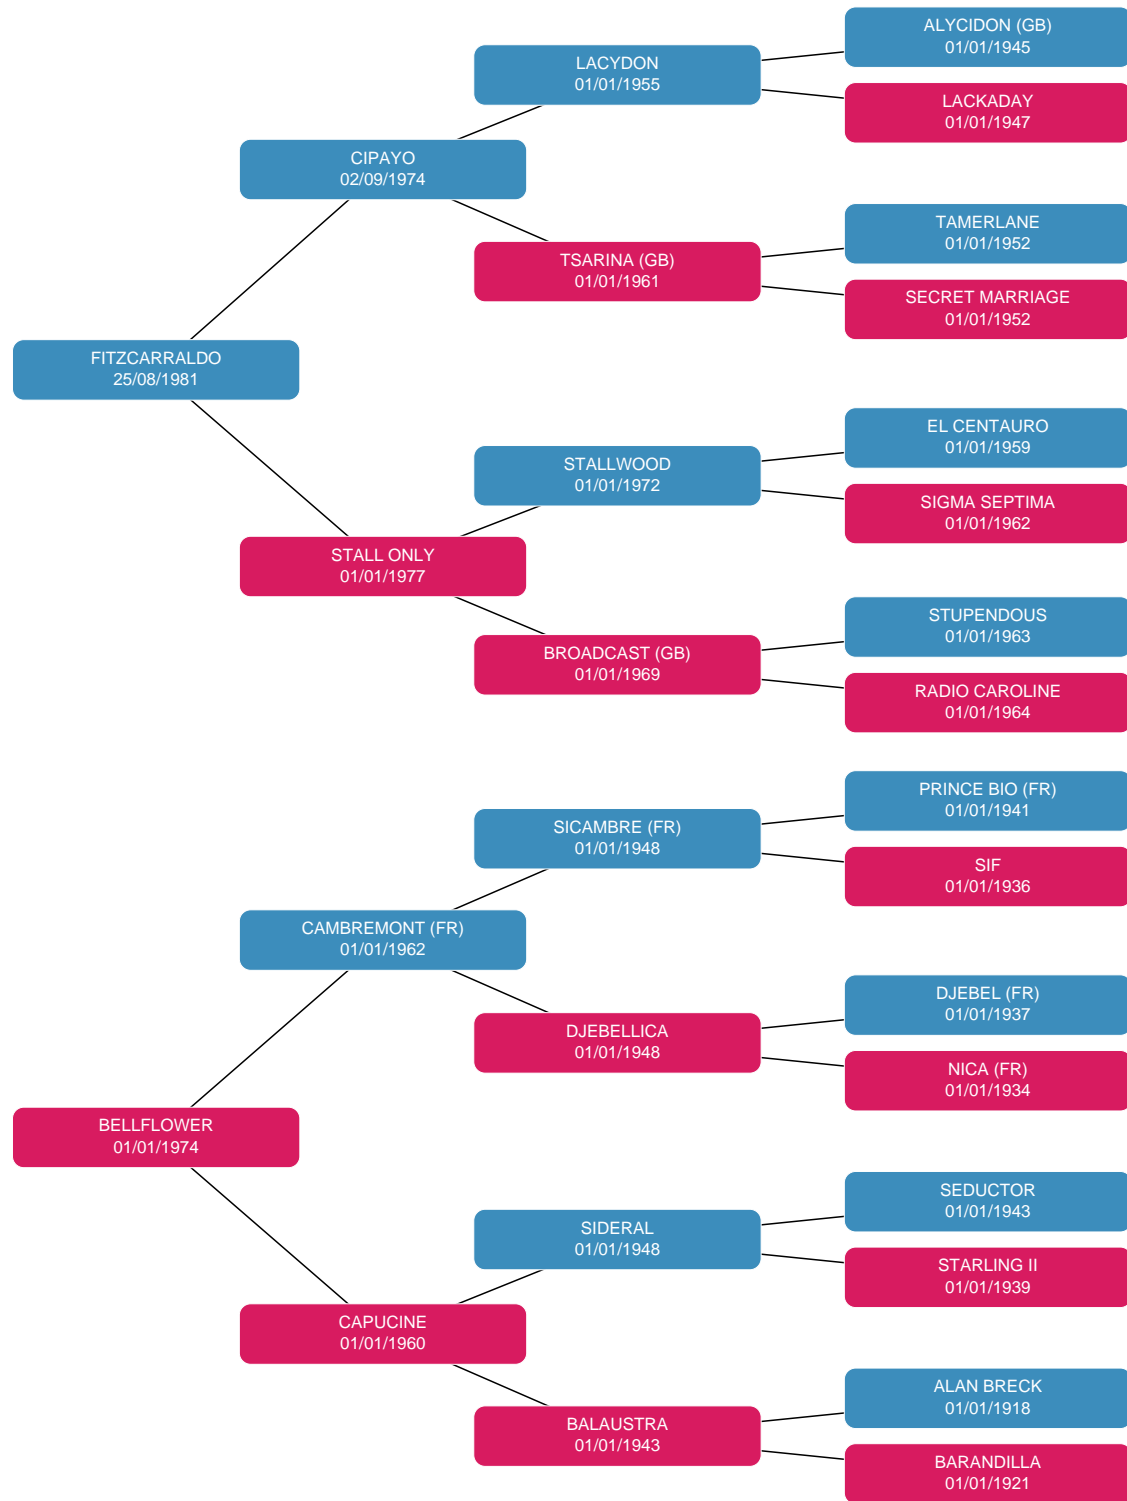 ALYCIDON (GB)
01/01/1945
LACYDON
01/01/1955
LACKADAY
01/01/1947
CIPAYO
02/09/1974
TAMERLANE
01/01/1952
TSARINA (GB)
01/01/1961
SECRET MARRIAGE
01/01/1952
FITZCARRALDO
25/08/1981
EL CENTAURO
01/01/1959
STALLWOOD
01/01/1972
SIGMA SEPTIMA
01/01/1962
STALL ONLY
01/01/1977
STUPENDOUS
01/01/1963
BROADCAST (GB)
01/01/1969
RADIO CAROLINE
01/01/1964
PRINCE BIO (FR)
01/01/1941
SICAMBRE (FR)
01/01/1948
SIF
01/01/1936
CAMBREMONT (FR)
01/01/1962
DJEBEL (FR)
01/01/1937
DJEBELLICA
01/01/1948
NICA (FR)
01/01/1934
BELLFLOWER
01/01/1974
SEDUCTOR
01/01/1943
SIDERAL
01/01/1948
STARLING II
01/01/1939
CAPUCINE
01/01/1960
ALAN BRECK
01/01/1918
BALAUSTRA
01/01/1943
BARANDILLA
01/01/1921